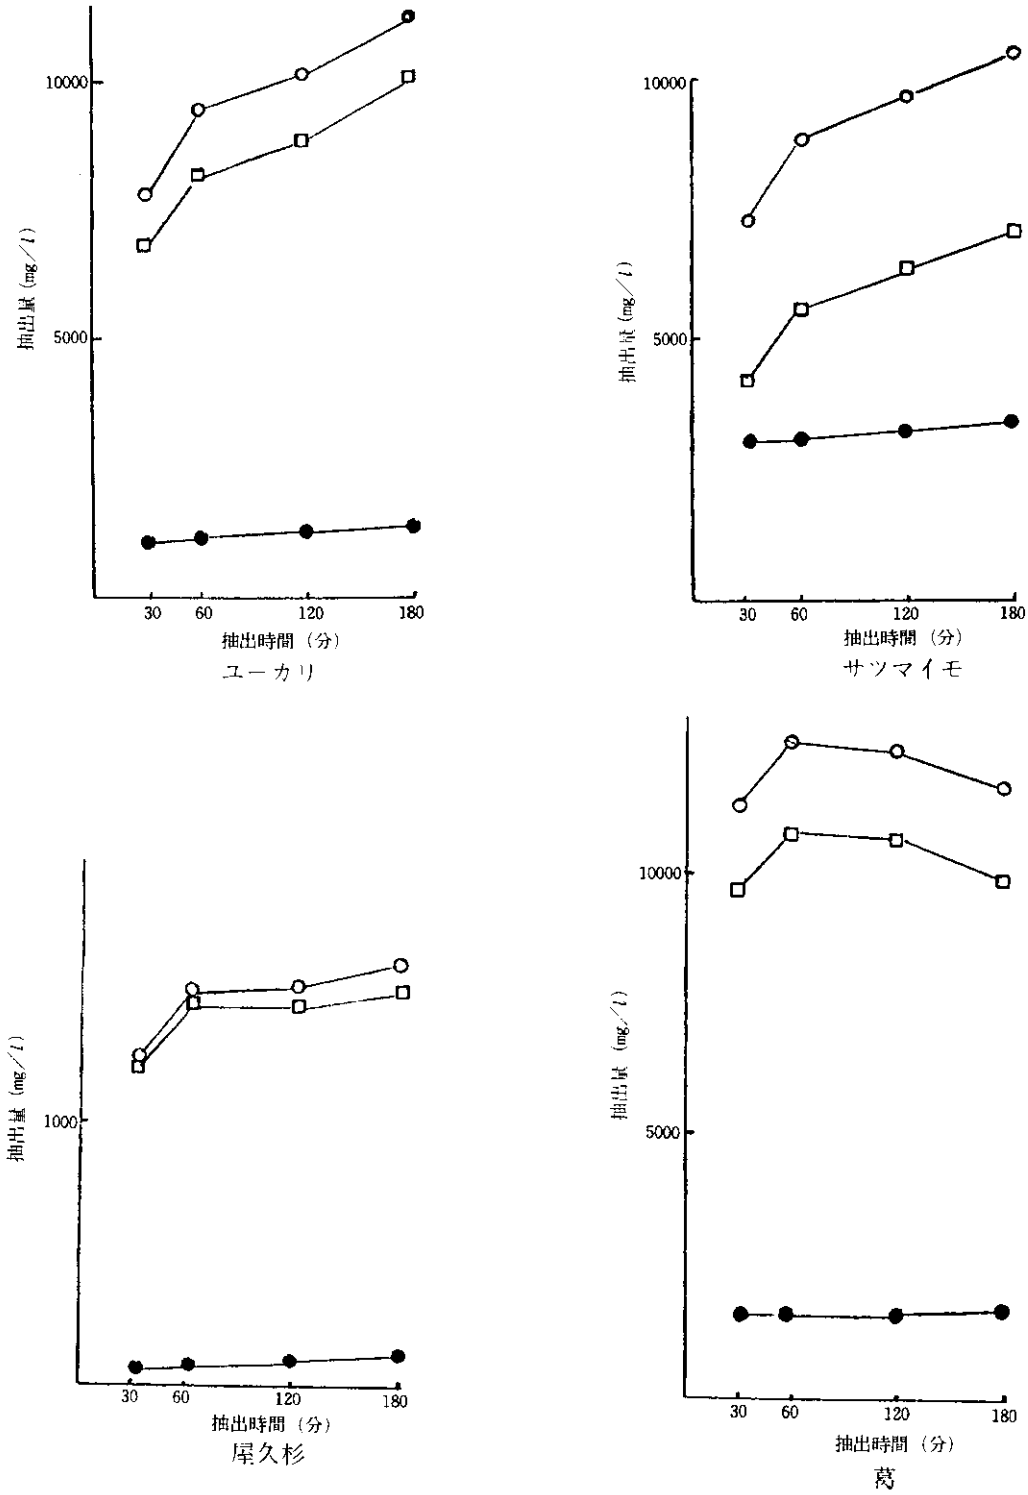 10000
5000
抽出量 (mg/l)
30 60 120 180
抽出時間 (分)
ユーカリ
10000
5000
抽出量 (mg/l)
30 60 120 180
抽出時間 (分)
サツマイモ
1000
抽出量 (mg/l)
30 60 120 180
抽出時間 (分)
屋久杉
10000
5000
抽出量 (mg/l)
30 60 120 180
抽出時間 (分)
葛